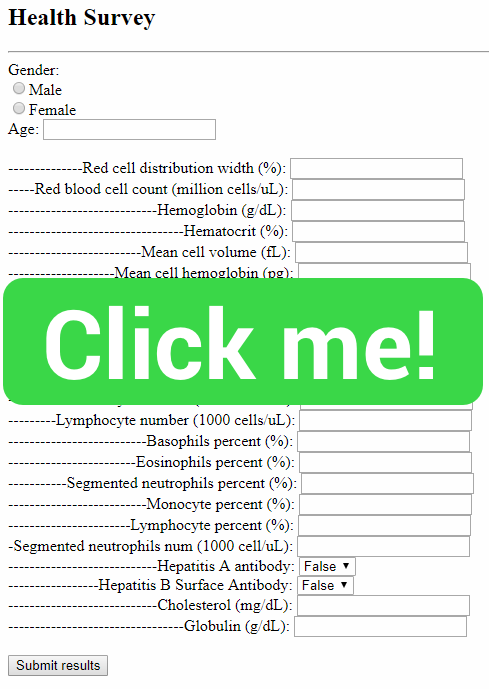 Health Survey
Gender:
Male
Female
Age:
--------------Red cell distribution width (%):
-----Red blood cell count (million cells/uL):
----------------------------Hemoglobin (g/dL):
---------------------------------Hematocrit (%):
-------------------------Mean cell volume (fL):
--------------------Mean cell hemoglobin (pg):
Click me!
---------Lymphocyte number (1000 cells/uL):
--------------------------Basophils percent (%):
------------------------Eosinophils percent (%):
-----------Segmented neutrophils percent (%):
--------------------------Monocyte percent (%):
-----------------------Lymphocyte percent (%):
-Segmented neutrophils num (1000 cell/uL):
----------------------------Hepatitis A antibody: False
-----------------Hepatitis B Surface Antibody: False
----------------------------Cholesterol (mg/dL):
---------------------------------Globulin (g/dL):
Submit results